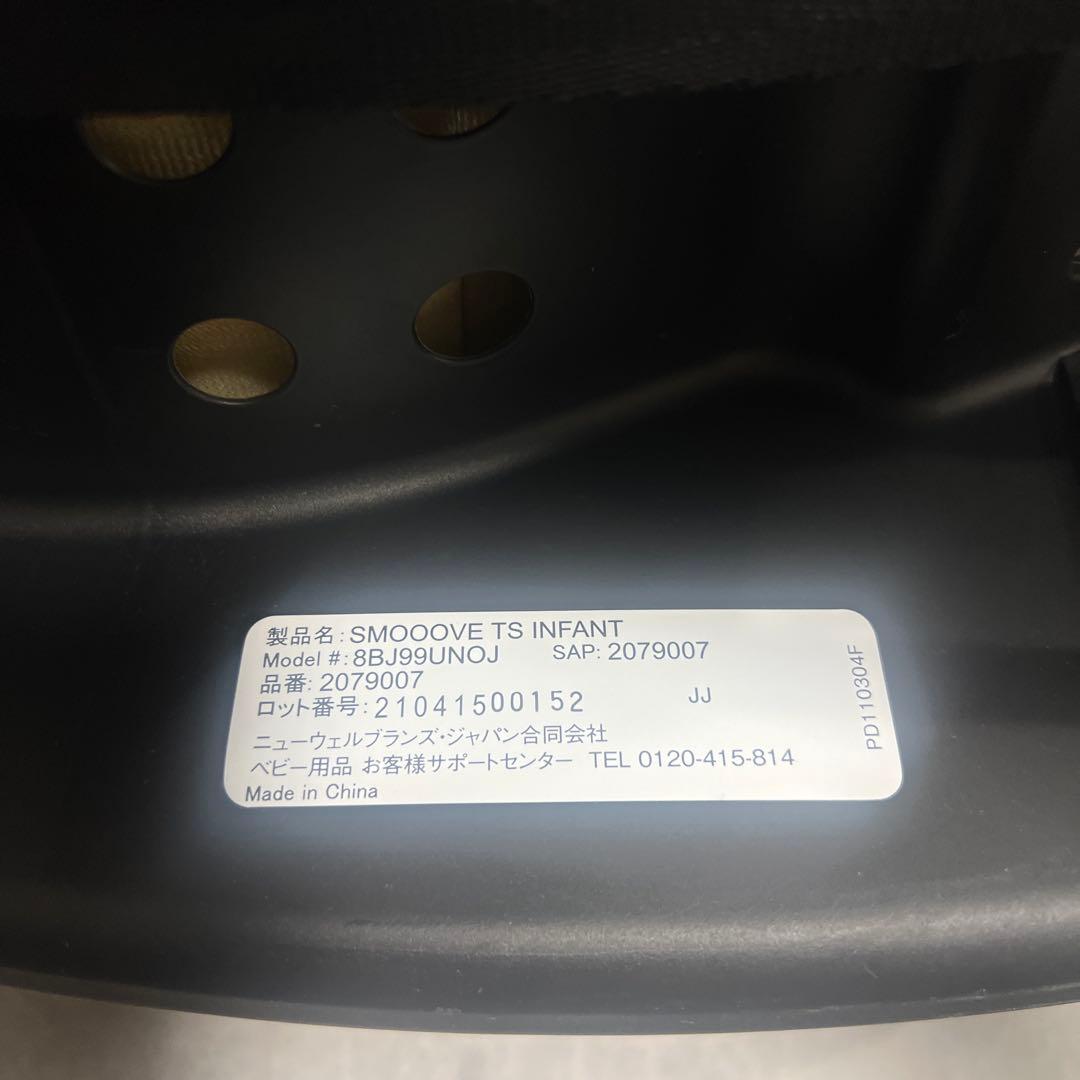 製品名:SMOOOVE TS INFANT
Model #:8BJ99UNOJ SAP: 2079007
品番: 2079007
ロット番号:21041500152 JJ
ニューウェルブランズ・ジャパン合同会社
ベビー用品 お客様サポートセンター TEL 0120-415-814
Made in China
PD110304F